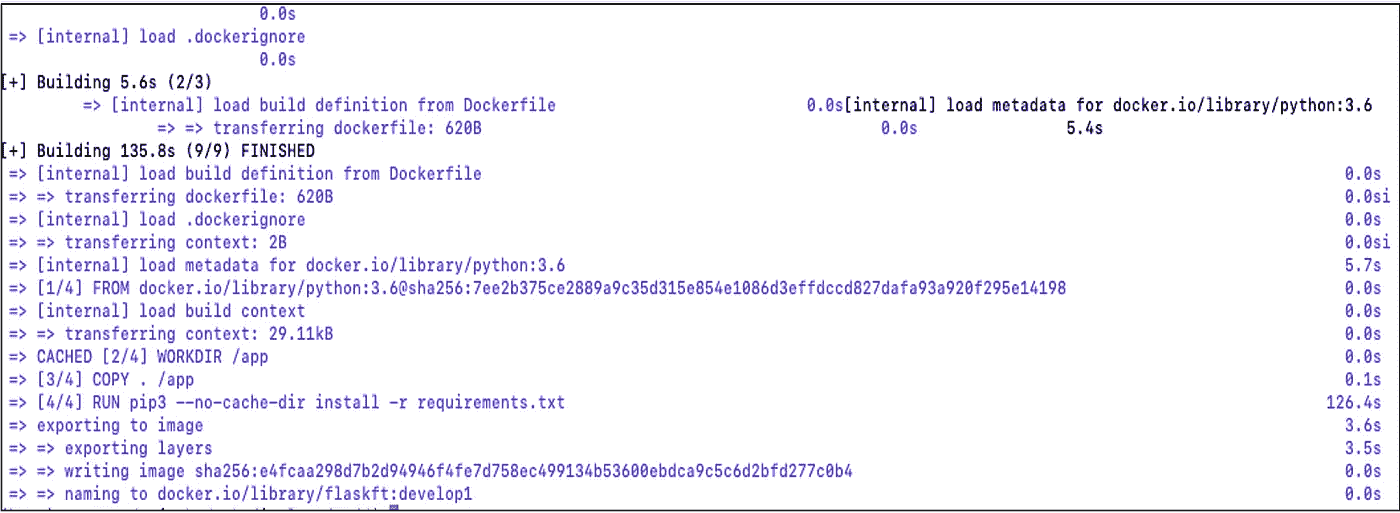 0.0s
=> [internal] load .dockerignore
0.0s
[+] Building 5.6s (2/3)
=> [internal] load build definition from Dockerfile 0.0s[internal] load metadata for docker.io/library/python:3.6
=> => transferring dockerfile: 620B 0.0s 5.4s
[+] Building 135.8s (9/9) FINISHED
=> [internal] load build definition from Dockerfile 0.0s
=> => transferring dockerfile: 620B 0.0si
=> [internal] load .dockerignore 0.0s
=> => transferring context: 2B 0.0si
=> [internal] load metadata for docker.io/library/python:3.6 5.7s
=> [1/4] FROM docker.io/library/python:3.6@sha256:7ee2b375ce2889a9c35d315e854e1086d3effdccd827dafa93a920f295e14198 0.0s
=> [internal] load build context 0.0s
=> => transferring context: 29.11kB 0.0s
=> CACHED [2/4] WORKDIR /app 0.0s
=> [3/4] COPY . /app 0.1s
=> [4/4] RUN pip3 --no-cache-dir install -r requirements.txt 126.4s
=> exporting to image 3.6s
=> => exporting layers 3.5s
=> => writing image sha256:e4fcaa298d7b2d94946f4fe7d758ec499134b53600ebdca9c5c6d2bfd277c0b4 0.0s
=> => naming to docker.io/library/flaskft:develop1 0.0s